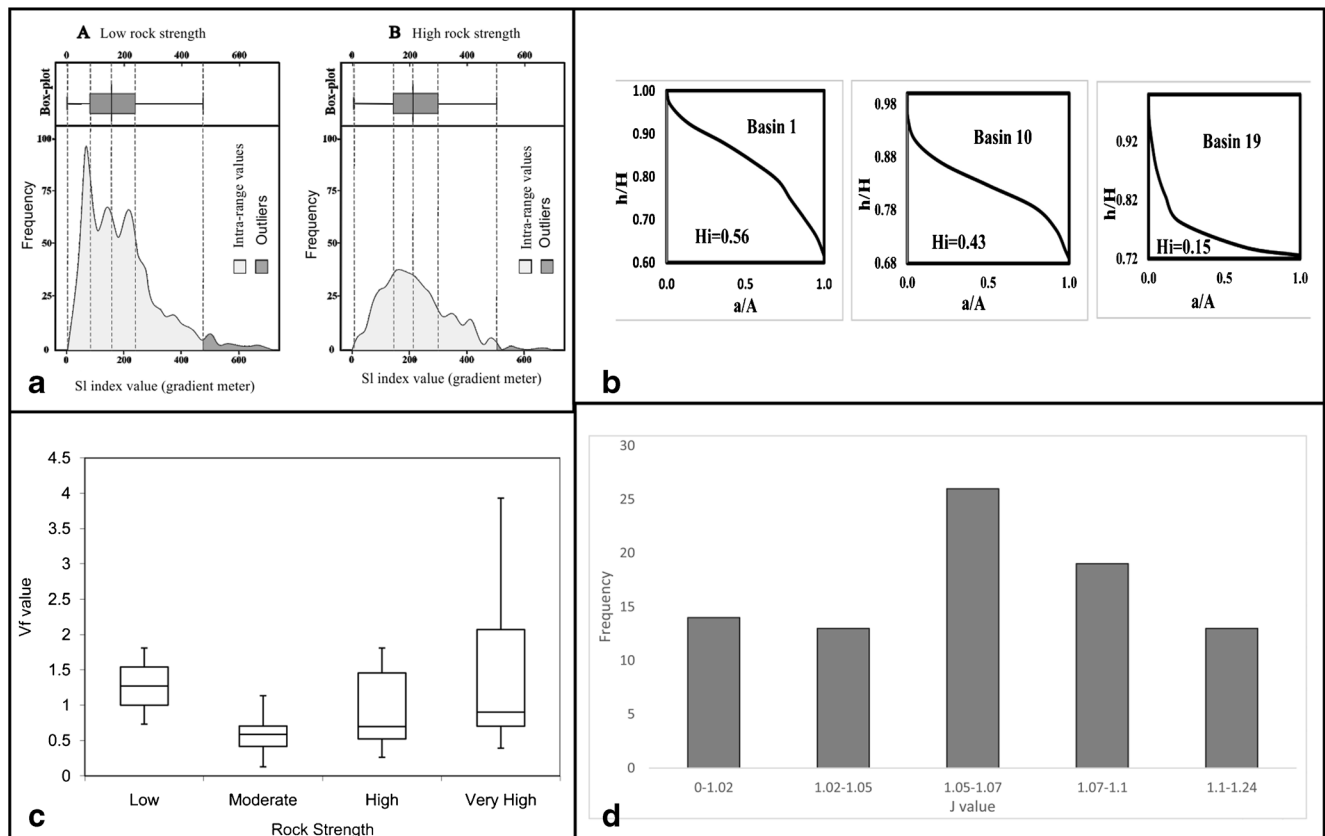 A Low rock strength
0 200 400 600
Box-plot
100
75
50
25
0
Frequency
Intra-range values
Outliers
0 200 400 600
Sl index value (gradient meter)
B High rock strength
0 200 400 600
Box-plot
100
75
50
25
0
Frequency
Intra-range values
Outliers
0 200 400 600
Sl index value (gradient meter)
a
1.00
0.90
0.80
0.70
0.60
h/H
Basin 1
Hi=0.56
0.0 0.5 1.0
a/A
0.98
0.88
0.78
0.68
h/H
Basin 10
Hi=0.43
0.0 0.5 1.0
a/A
0.92
0.82
0.72
h/H
Basin 19
Hi=0.15
0.0 0.5 1.0
a/A
b
4.5
4
3.5
3
2.5
2
1.5
1
0.5
0
Vf value
Low Moderate High Very High
Rock Strength
c
30
25
20
15
10
5
0
Frequency
0-1.02 1.02-1.05 1.05-1.07 1.07-1.1 1.1-1.24
J value
d